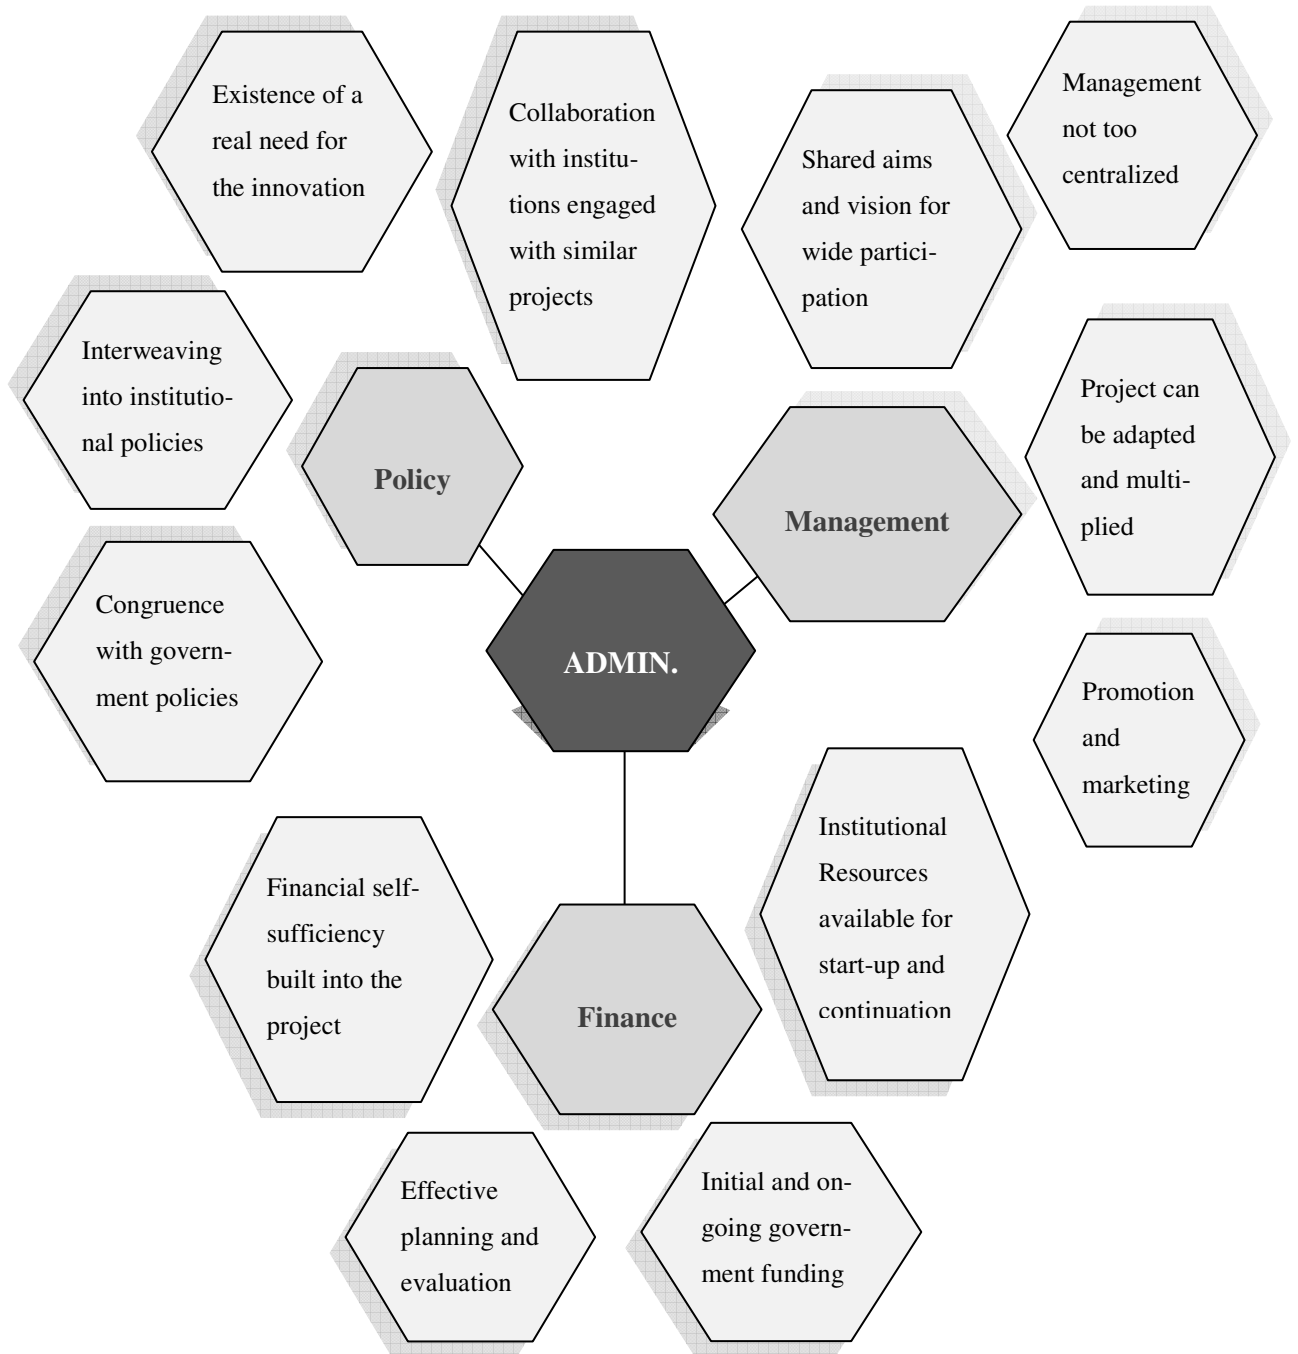 Existence of a
real need for
the innovation
Collaboration
with institu-
tions engaged
with similar
projects
Shared aims
and vision for
wide partici-
pation
Management
not too
centralized
Interweaving
into institutio-
nal policies
Policy
Management
Project can
be adapted
and multi-
plied
Congruence
with govern-
ment policies
ADMIN.
Promotion
and
marketing
Financial self-
sufficiency
built into the
project
Finance
Institutional
Resources
available for
start-up and
continuation
Effective
planning and
evaluation
Initial and on-
going govern-
ment funding